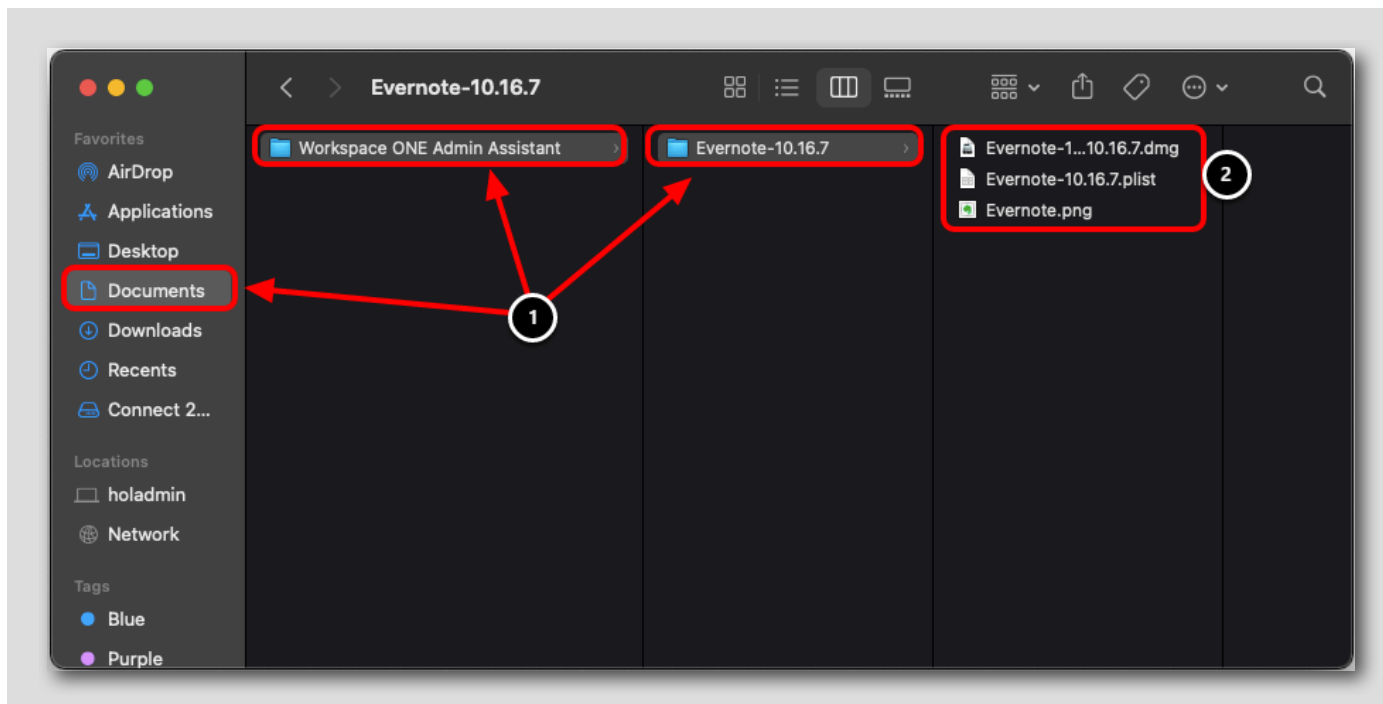 Evernote-10.16.7
Favorites
AirDrop
Applications
Desktop
Documents
Downloads
Recents
Connect 2...
Locations
holadmin
Network
Tags
Blue
Purple
Workspace ONE Admin Assistant
Evernote-10.16.7
Evernote-1...10.16.7.dmg
Evernote-10.16.7.plist
Evernote.png
1
2